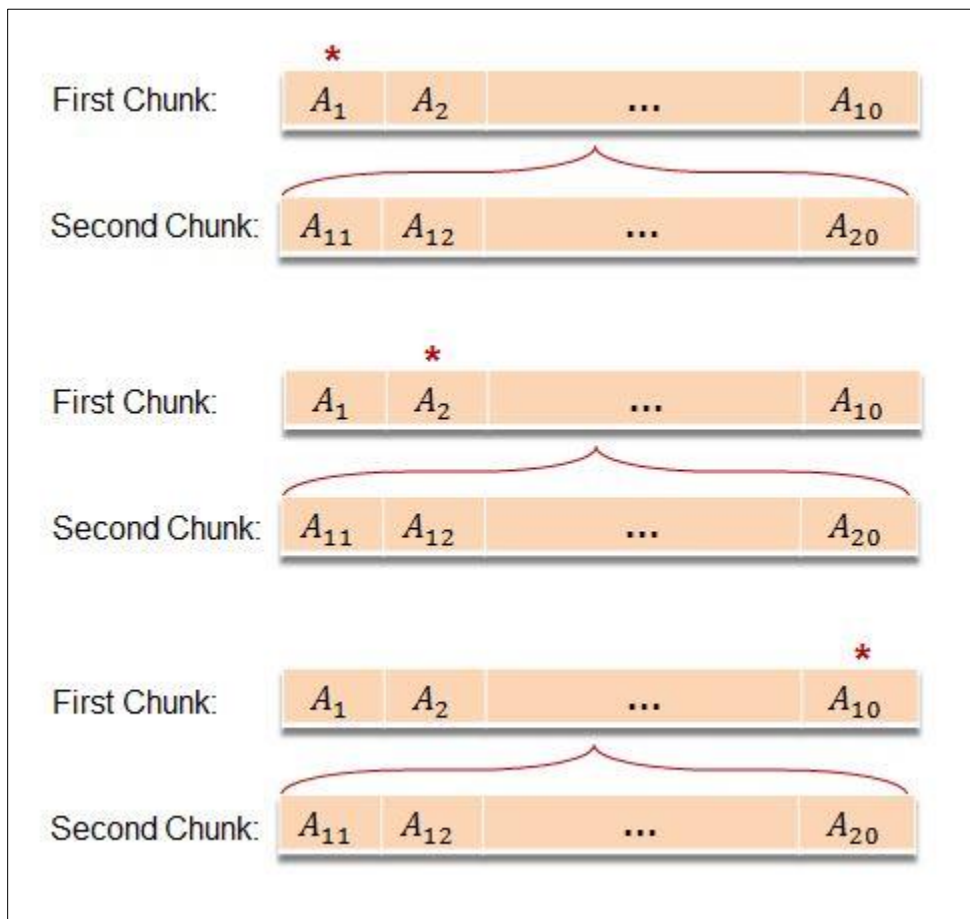 *
First Chunk: A₁ A₂ ... A₁₀
Second Chunk: A₁₁ A₁₂ ... A₂₀
*
First Chunk: A₁ A₂ ... A₁₀
Second Chunk: A₁₁ A₁₂ ... A₂₀
*
First Chunk: A₁ A₂ ... A₁₀
Second Chunk: A₁₁ A₁₂ ... A₂₀